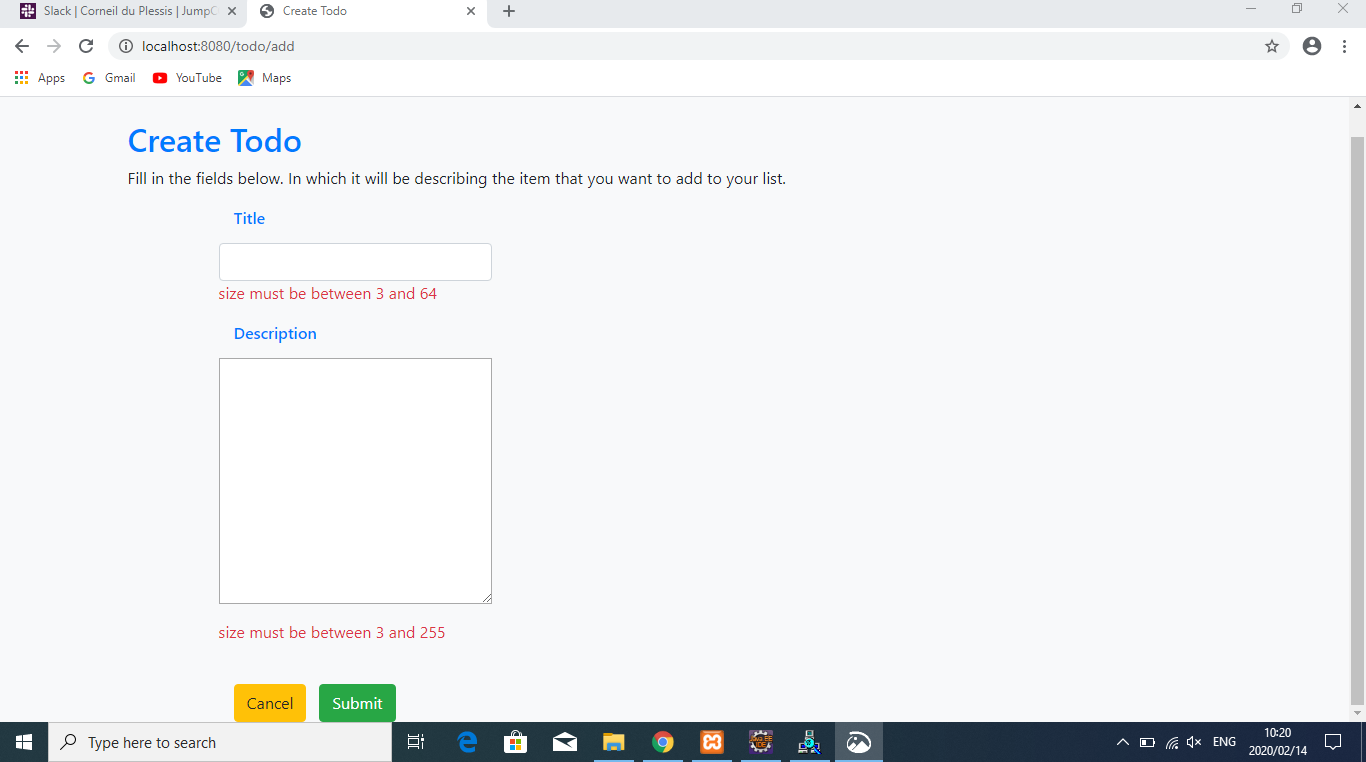 Slack | Corneil du Plessis | Jump
Create Todo
localhost:8080/todo/add
Apps
Gmail
YouTube
Maps
Create Todo
Fill in the fields below. In which it will be describing the item that you want to add to your list.
Title
size must be between 3 and 64
Description
size must be between 3 and 255
Cancel
Submit
Type here to search
ENG
10:20
2020/02/14